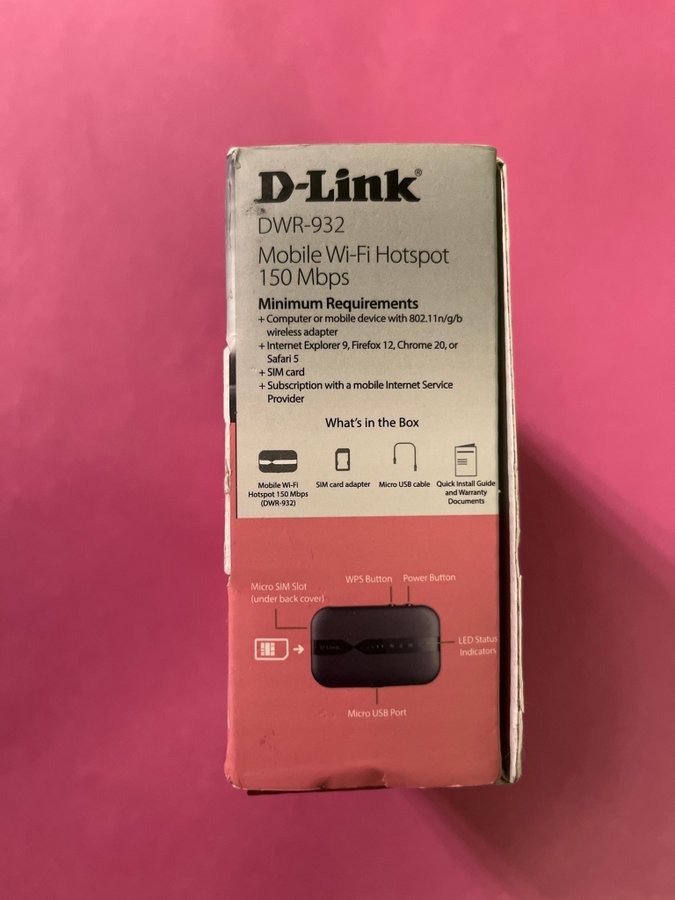 D-Link®
DWR-932
Mobile Wi-Fi Hotspot
150 Mbps
Minimum Requirements
+ Computer or mobile device with 802.11n/g/b
wireless adapter
+ Internet Explorer 9, Firefox 12, Chrome 20, or
Safari 5
+ SIM card
+ Subscription with a mobile Internet Service
Provider
What's in the Box
Mobile Wi-Fi
Hotspot 150 Mbps
(DWR-932)
SIM card adapter
Micro USB cable
Quick Install Guide
and Warranty
Documents
WPS Button
Power Button
Micro SIM Slot
(under back cover)
D-Link
LED Status
Indicators
Micro USB Port